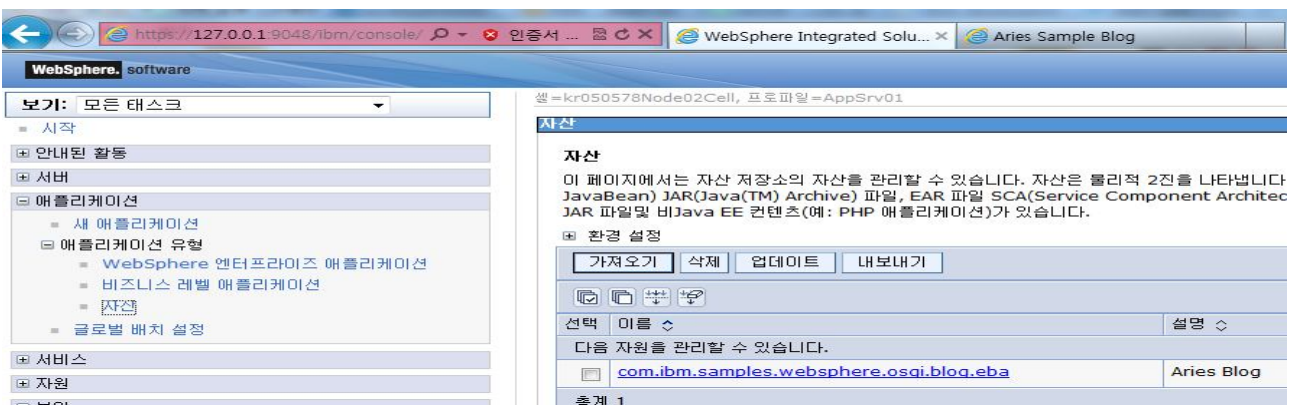 https://127.0.0.1:9048/ibm/console/ 인증서 ... WebSphere Integrated Solu... Aries Sample Blog
WebSphere. software
보기: 모든 태스크
시작
안내된 활동
서버
애플리케이션
새 애플리케이션
애플리케이션 유형
WebSphere 엔터프라이즈 애플리케이션
비즈니스 레벨 애플리케이션
자산
글로벌 배치 설정
서비스
자원
셀=kr050578Node02Cell, 프로파일=AppSrv01
자산
자산
이 페이지에서는 자산 저장소의 자산을 관리할 수 있습니다. 자산은 물리적 2진을 나타냅니다
JavaBean) JAR(Java(TM) Archive) 파일, EAR 파일 SCA(Service Component Architec
JAR 파일및 비Java EE 컨텐츠(예: PHP 애플리케이션)가 있습니다.
환경 설정
가져오기 삭제 업데이트 내보내기
선택 이름 설명
다음 자원을 관리할 수 있습니다.
com.ibm.samples.websphere.osgi.blog.eba Aries Blog
총계 1